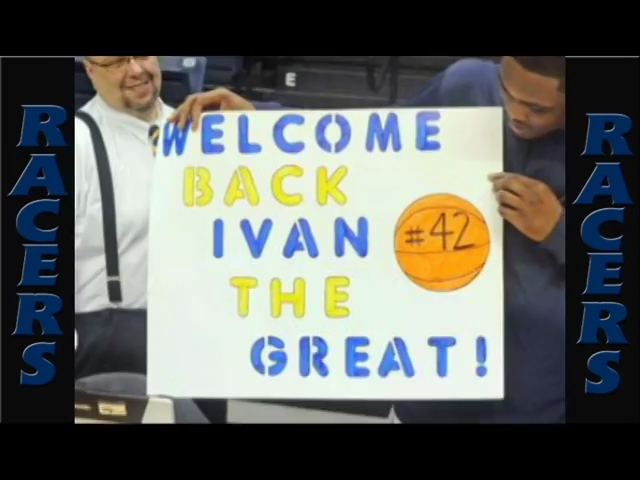 RACERS
WELCOME
BACK
IVAN
THE
GREAT!
#42
E
RACERS